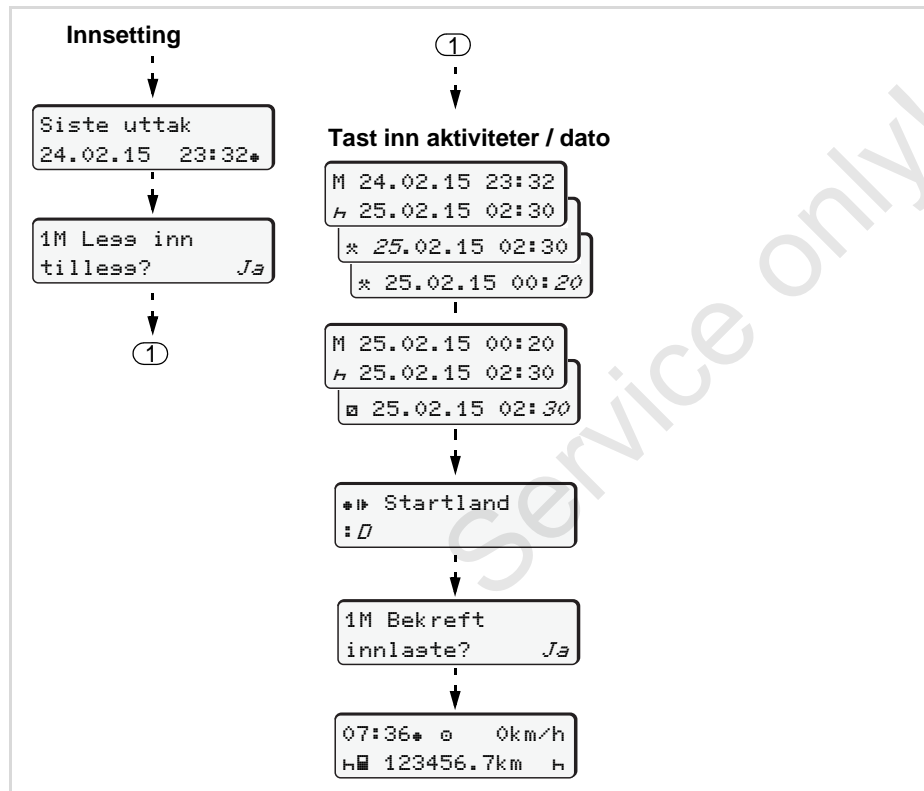 Innsetting
Siste uttak
24.02.15 23:32
1M Less inn
tilless? Ja
1
1
Tast inn aktiviteter / dato
M 24.02.15 23:32
25.02.15 02:30
25.02.15 02:30
25.02.15 00:20
M 25.02.15 00:20
25.02.15 02:30
25.02.15 02:30
Startland
:D
1M Bekreft
innlaste? Ja
07:36 0km/h
123456.7km
Service only!